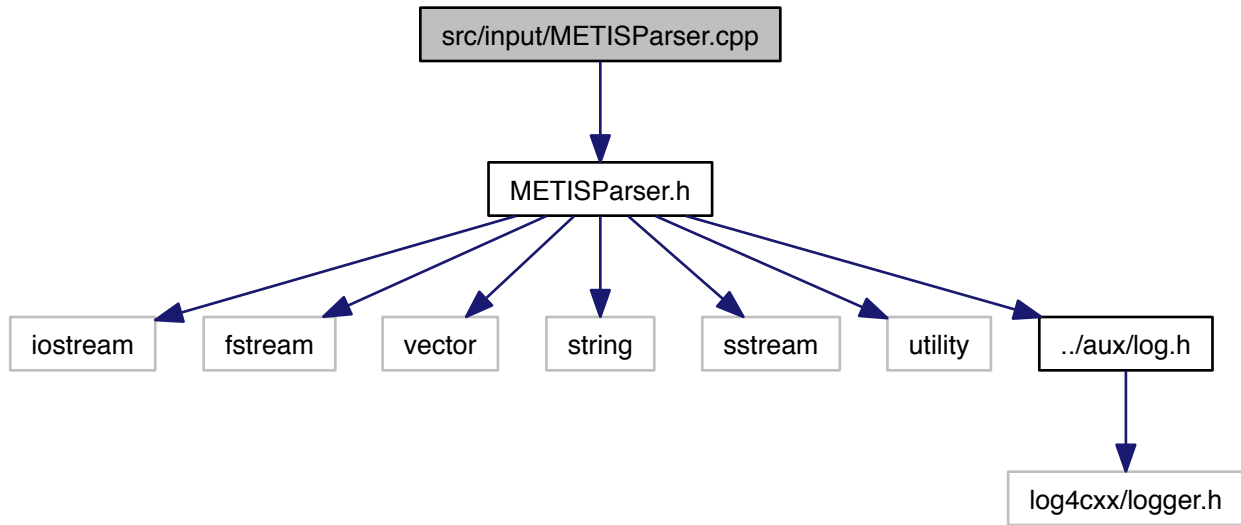 src/input/METISParser.cpp
METISParser.h
iostream
fstream
vector
string
sstream
utility
../aux/log.h
log4cxx/logger.h